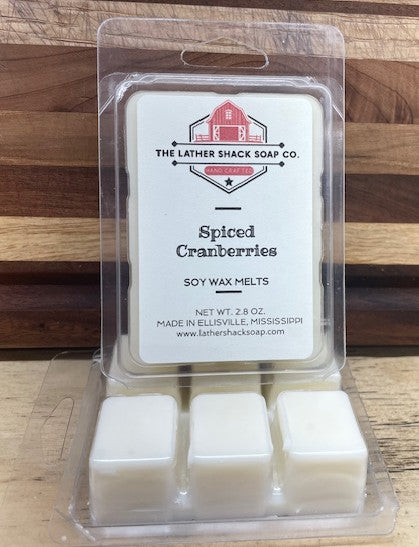 THE LATHER SHACK SOAP CO.
HAND CRAFTED
Spiced
Cranberries
SOY WAX MELTS
NET WT. 2.8 OZ.
MADE IN ELLISVILLE, MISSISSIPPI
www.lathershacksoap.com